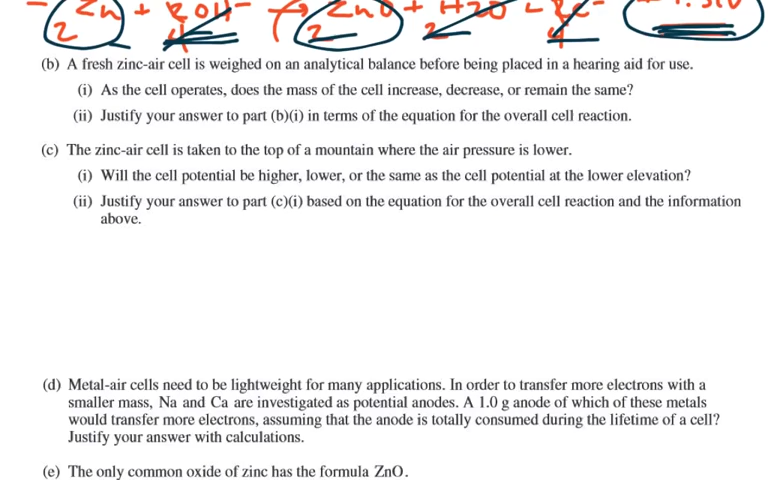 2 Zn + 2 OH⁻ → 2 ZnO + H2O
(b) A fresh zinc-air cell is weighed on an analytical balance before being placed in a hearing aid for use.
(i) As the cell operates, does the mass of the cell increase, decrease, or remain the same?
(ii) Justify your answer to part (b)(i) in terms of the equation for the overall cell reaction.
(c) The zinc-air cell is taken to the top of a mountain where the air pressure is lower.
(i) Will the cell potential be higher, lower, or the same as the cell potential at the lower elevation?
(ii) Justify your answer to part (c)(i) based on the equation for the overall cell reaction and the information
above.
(d) Metal-air cells need to be lightweight for many applications. In order to transfer more electrons with a
smaller mass, Na and Ca are investigated as potential anodes. A 1.0 g anode of which of these metals
would transfer more electrons, assuming that the anode is totally consumed during the lifetime of a cell?
Justify your answer with calculations.
(e) The only common oxide of zinc has the formula ZnO.